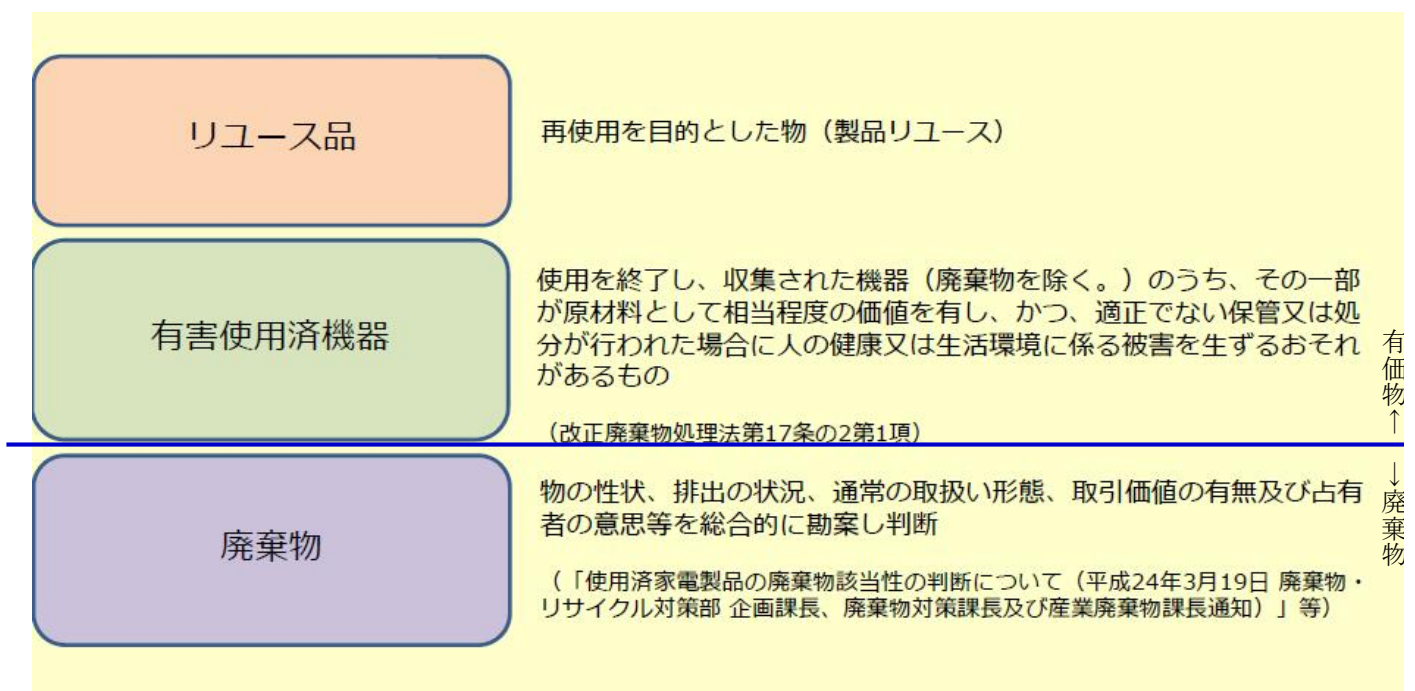 リユース品
再使用を目的とした物（製品リユース）
有害使用済機器
使用を終了し、収集された機器（廃棄物を除く。）のうち、その一部
が原材料として相当程度の価値を有し、かつ、適正でない保管又は処
分が行われた場合に人の健康又は生活環境に係る被害を生ずるおそれ
があるもの
（改正廃棄物処理法第17条の2第1項）
有価物↑
↓廃棄物
廃棄物
物の性状、排出の状況、通常の取扱い形態、取引価値の有無及び占有
者の意思等を総合的に勘案し判断
（「使用済家電製品の廃棄物該当性の判断について（平成24年3月19日 廃棄物・
リサイクル対策部 企画課長、廃棄物対策課長及び産業廃棄物課長通知）」等）